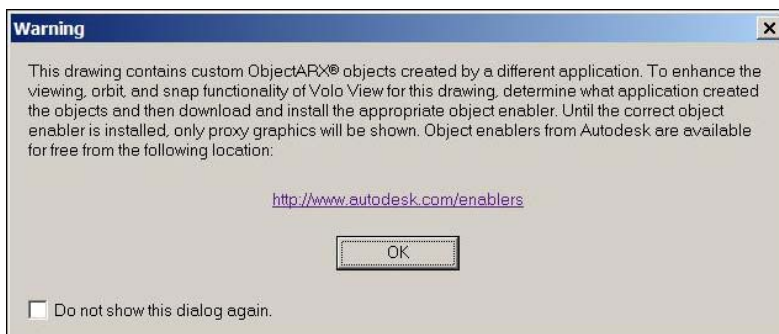 Warning
This drawing contains custom ObjectARX® objects created by a different application. To enhance the
viewing, orbit, and snap functionality of Volo View for this drawing, determine what application created
the objects and then download and install the appropriate object enabler. Until the correct object
enabler is installed, only proxy graphics will be shown. Object enablers from Autodesk are available
for free from the following location:
http://www.autodesk.com/enablers
OK
Do not show this dialog again.